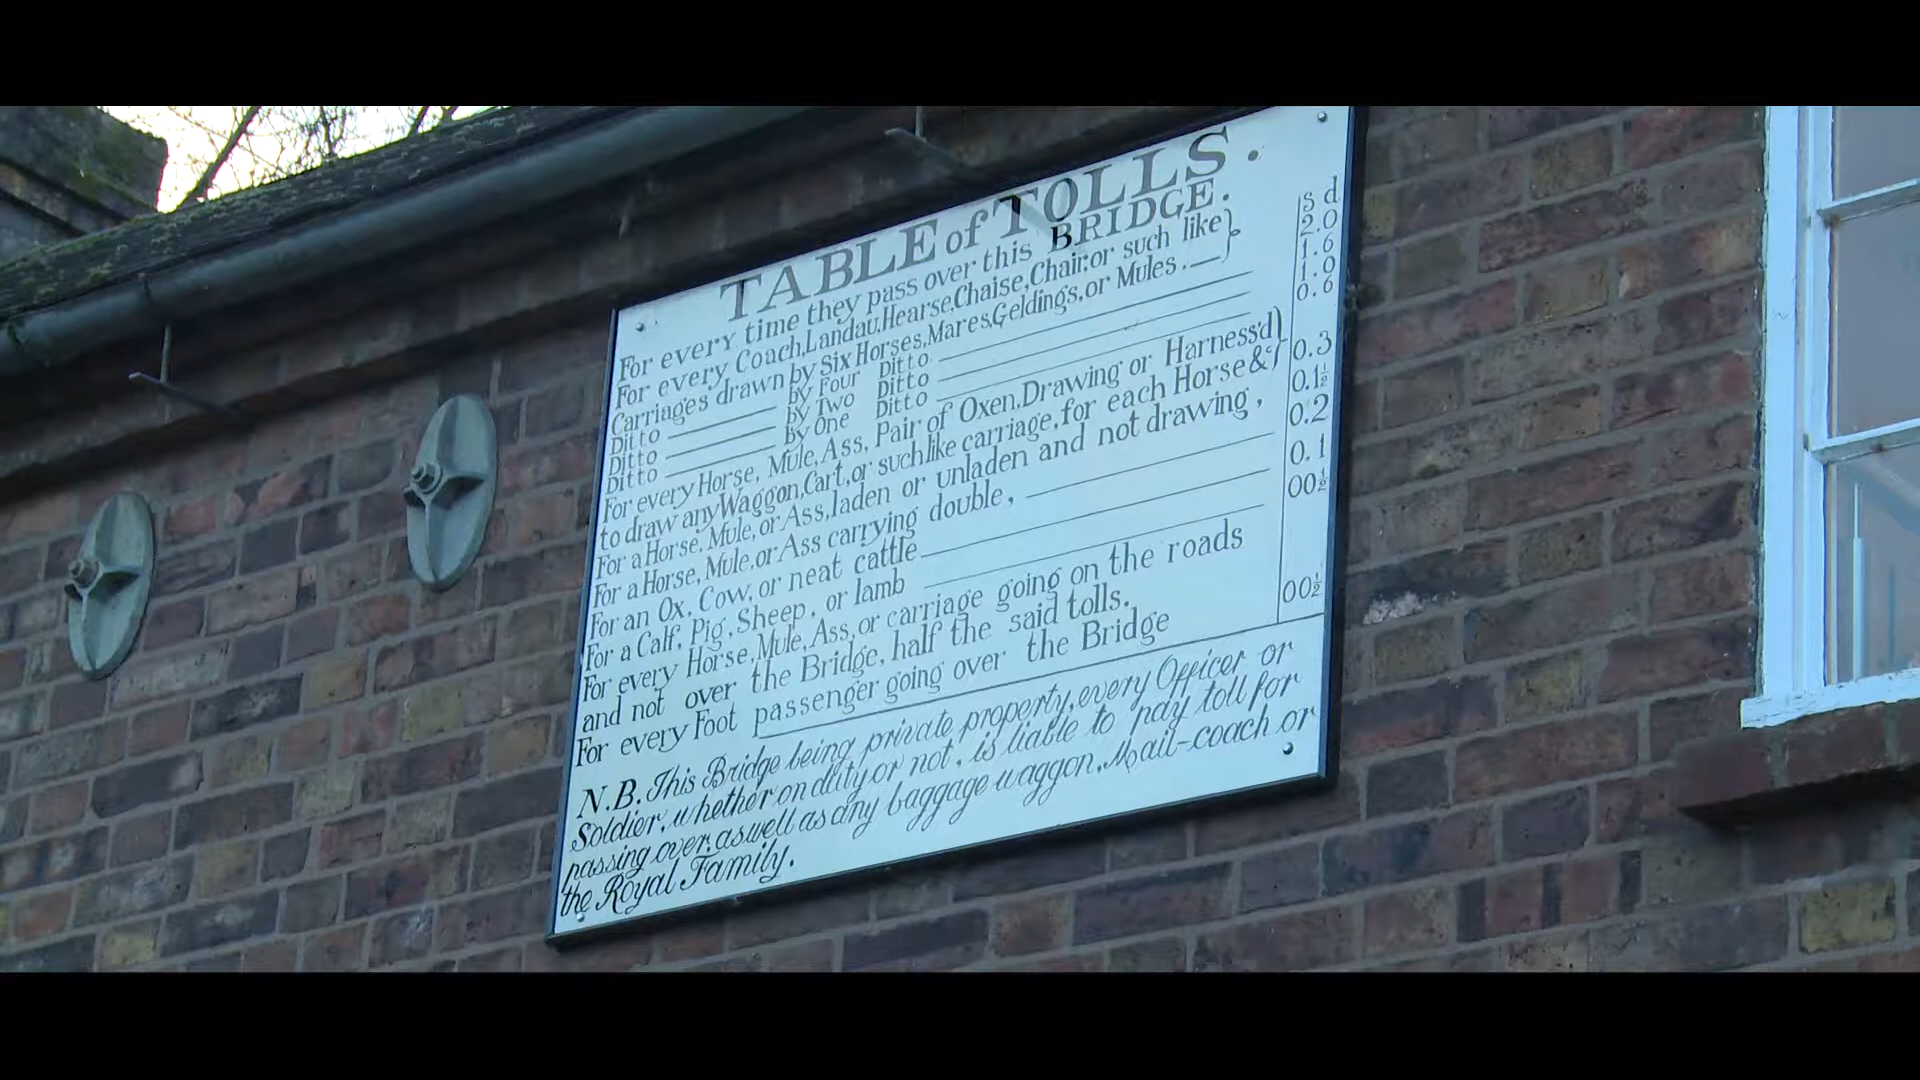 TABLE of TOLLS.
For every time they pass over this BRIDGE.
s d
For every Coach, Landau, Hearse, Chaise, Chair, or such like }
Carriages drawn by Six Horses, Mares, Geldings, or Mules. — } 2.0
Ditto — by Four Ditto — 1.6
Ditto — by Two Ditto — 1.0
Ditto — by One Ditto — 0.6
For every Horse, Mule, Ass, Pair of Oxen, Drawing or Harness'd }
to draw any Waggon, Cart, or such like carriage, for each Horse &c } 0.3
For a Horse, Mule, or Ass, laden or unladen and not drawing, 0.1½
For a Horse, Mule, or Ass carrying double, — 0.2
For an Ox, Cow, or neat cattle — 0.1
For a Calf, Pig, Sheep, or lamb — 00½
For every Horse, Mule, Ass, or carriage going on the roads
and not over the Bridge, half the said tolls.
For every Foot passenger going over the Bridge 00½
N.B. This Bridge being private property, every Officer or
Soldier, whether on duty or not, is liable to pay toll for
passing over, as well as any baggage waggon, Mail-coach or
the Royal Family.